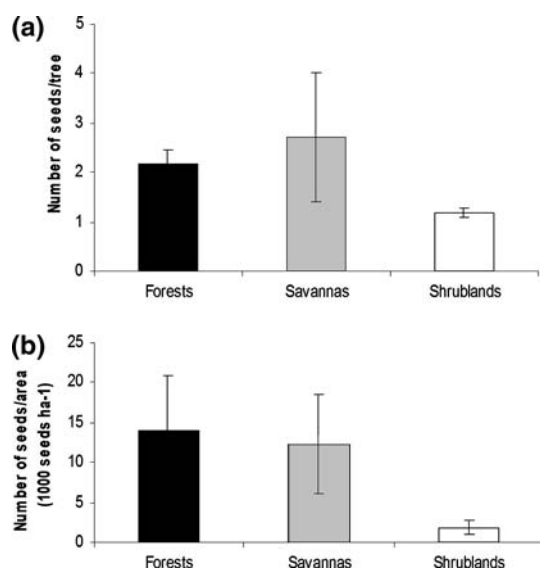 (a)
Number of seeds/tree
5
4
3
2
1
0
Forests Savannas Shrublands
(b)
Number of seeds/area
(1000 seeds ha-1)
25
20
15
10
5
0
Forests Savannas Shrublands